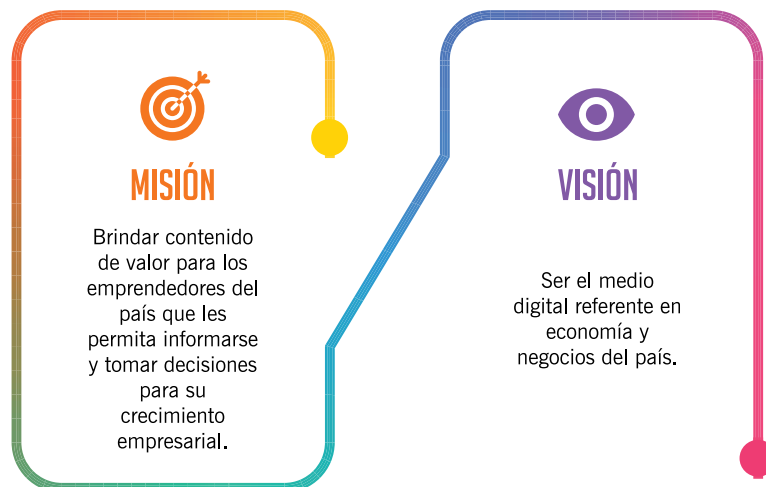 MISIÓN
Brindar contenido
de valor para los
emprendedores del
país que les
permita informarse
y tomar decisiones
para su
crecimiento
empresarial.
VISIÓN
Ser el medio
digital referente en
economía y
negocios del país.